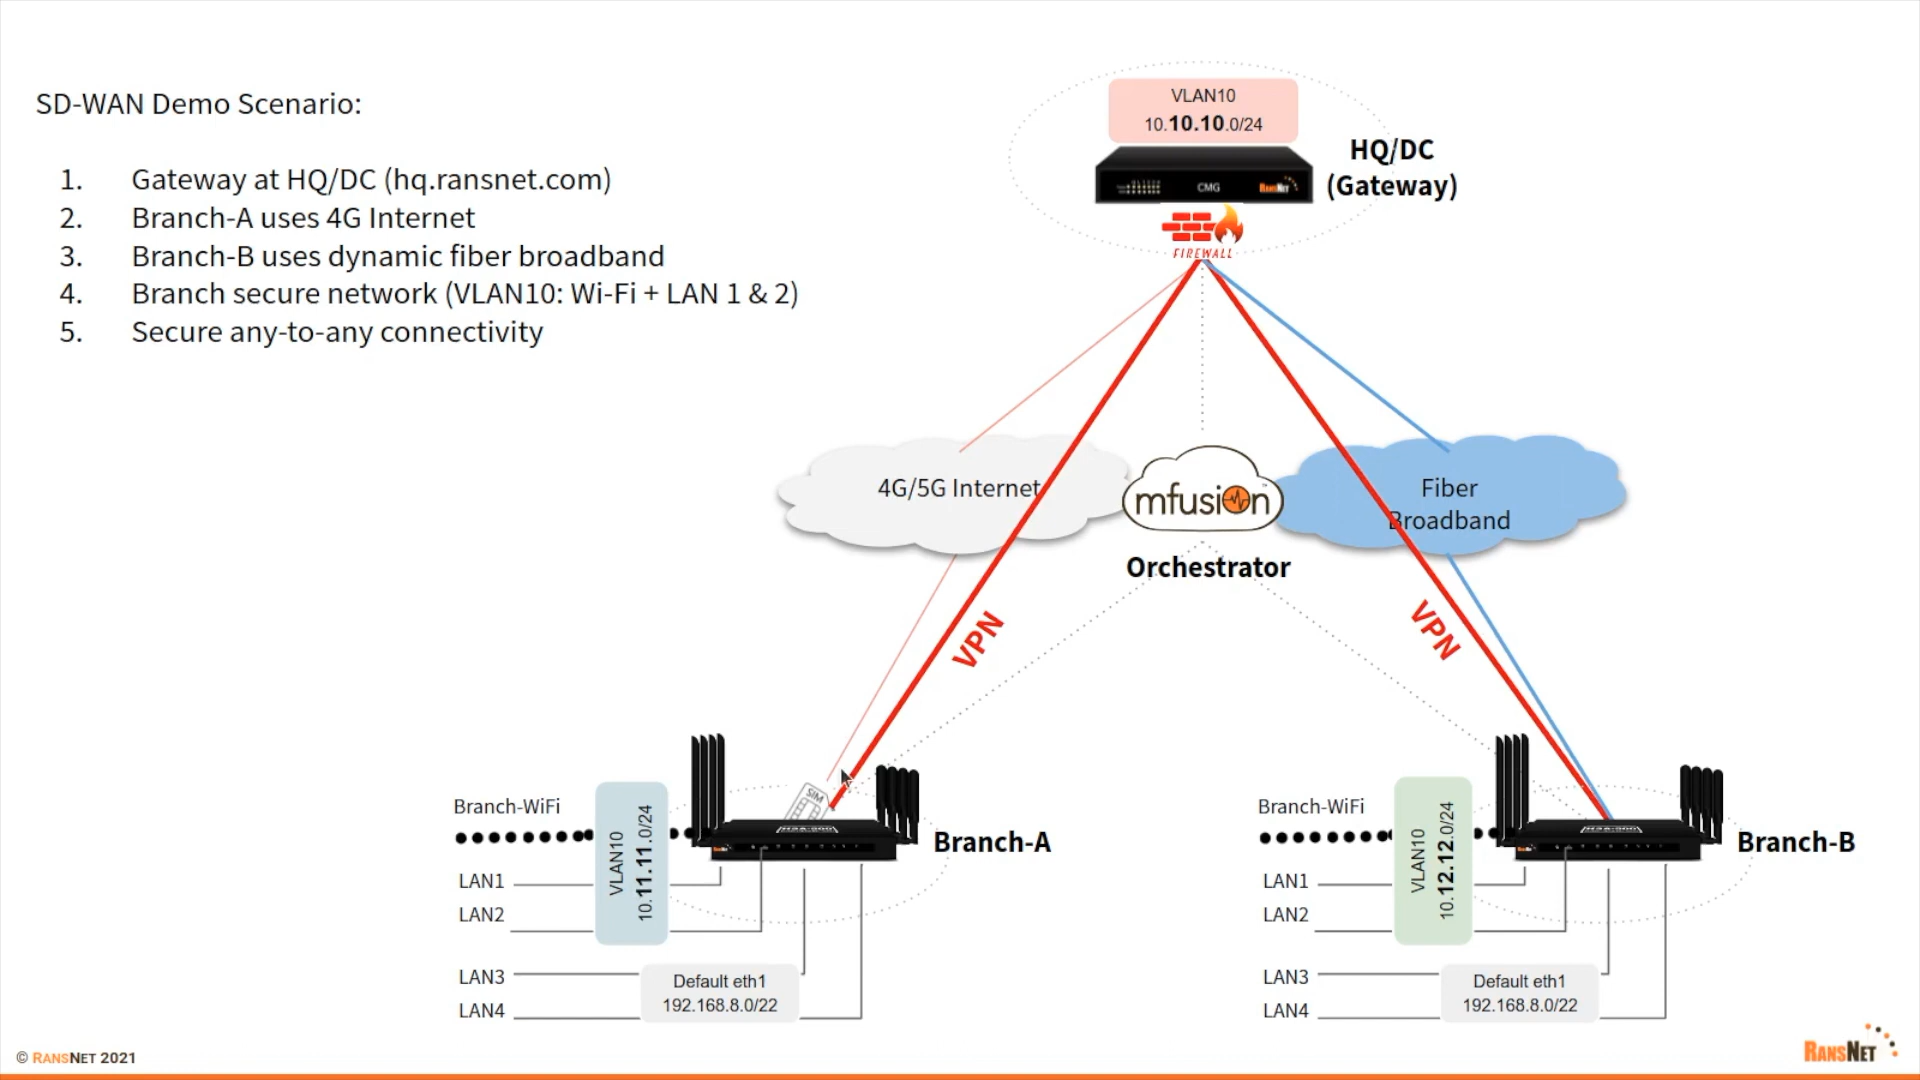 SD-WAN Demo Scenario:
1. Gateway at HQ/DC (hq.ransnet.com)
2. Branch-A uses 4G Internet
3. Branch-B uses dynamic fiber broadband
4. Branch secure network (VLAN10: Wi-Fi + LAN 1 & 2)
5. Secure any-to-any connectivity
VLAN10
10.10.10.0/24
CMG
RANSNET
HQ/DC
(Gateway)
FIREWALL
4G/5G Internet
mfusion
Orchestrator
Fiber
Broadband
VPN
VPN
Branch-WiFi
VLAN10
10.11.11.0/24
SIM
Branch-A
LAN1
LAN2
LAN3
LAN4
Default eth1
192.168.8.0/22
Branch-WiFi
VLAN10
10.12.12.0/24
Branch-B
LAN1
LAN2
LAN3
LAN4
Default eth1
192.168.8.0/22
© RANSNET 2021
RANSNET